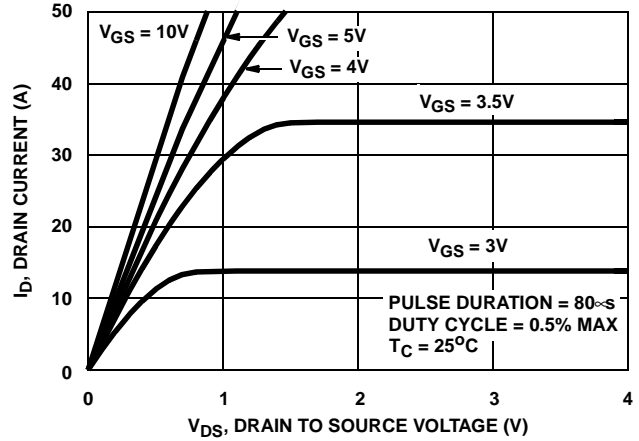 50
40
30
20
10
0
I_D, DRAIN CURRENT (A)
V_GS = 10V
V_GS = 5V
V_GS = 4V
V_GS = 3.5V
V_GS = 3V
PULSE DURATION = 80∝s
DUTY CYCLE = 0.5% MAX
T_C = 25°C
0 1 2 3 4
V_DS, DRAIN TO SOURCE VOLTAGE (V)